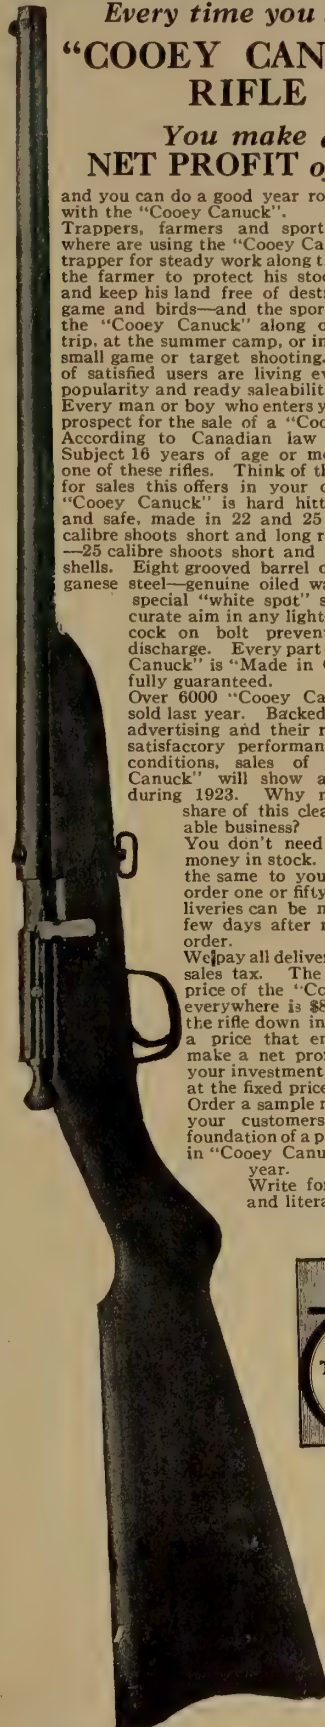 Every time you
"COOEY CAN
RIFLE
You make
NET PROFIT o
and you can do a good year ro
with the "Cooey Canuck".
Trappers, farmers and sport
where are using the "Cooey Ca
trapper for steady work along t
the farmer to protect his stoc
and keep his land free of dest
game and birds—and the spor
the "Cooey Canuck" along o
trip, at the summer camp, or in
small game or target shooting.
of satisfied users are living ev
popularity and ready saleabilit
Every man or boy who enters y
prospect for the sale of a "Coo
According to Canadian law
Subject 16 years of age or mo
one of these rifles. Think of th
for sales this offers in your c
"Cooey Canuck" is hard hitt
and safe, made in 22 and 25
calibre shoots short and long r
—25 calibre shoots short and
shells. Eight grooved barrel o
ganese steel—genuine oiled wa
special "white spot" s
curate aim in any light
cock on bolt preven
discharge. Every part
Canuck" is "Made in
fully guaranteed.
Over 6000 "Cooey Ca
sold last year. Backed
advertising and their r
satisfactory performan
conditions, sales of
Canuck" will show a
during 1923. Why n
share of this clea
able business?
You don't need
money in stock.
the same to you
order one or fifty
liveries can be n
few days after r
order.
We pay all deliver
sales tax. The
price of the "Co
everywhere is $8
the rifle down in
a price that en
make a net prof
your investment
at the fixed price
Order a sample r
your customers
foundation of a p
in "Cooey Canu
year.
Write fo
and litera